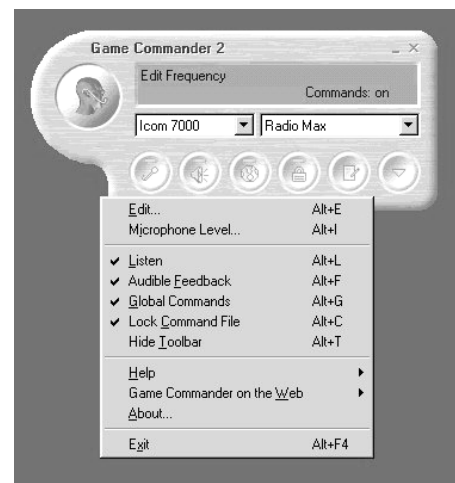 Game Commander 2
Edit Frequency
Commands: on
Icom 7000 Radio Max
Edit... Alt+E
Microphone Level... Alt+I
Listen Alt+L
Audible Feedback Alt+F
Global Commands Alt+G
Lock Command File Alt+C
Hide Toolbar Alt+T
Help
Game Commander on the Web
About...
Exit Alt+F4